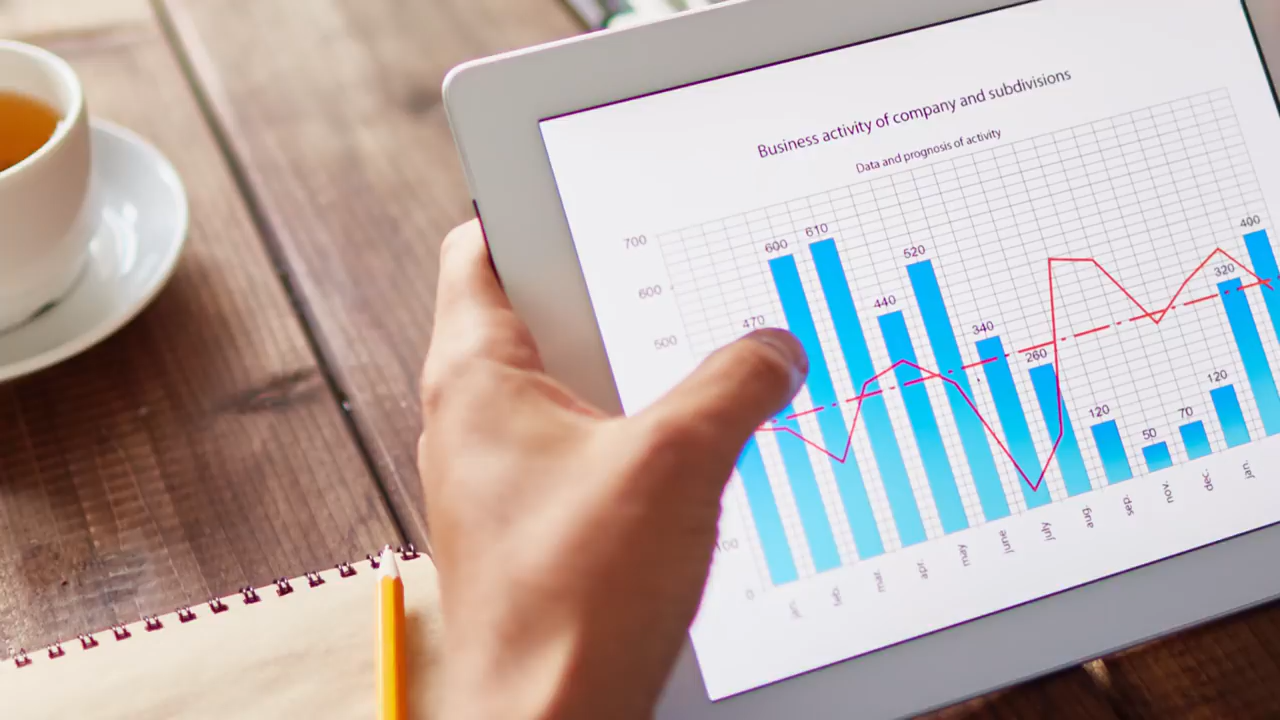 Business activity of company and subdivisions
Data and prognosis of activity
700
600
500
100
0
470
600
610
440
520
340
260
120
50
70
120
320
400
mar.
apr.
may
june
july
aug.
sep.
nov.
dec.
jan.